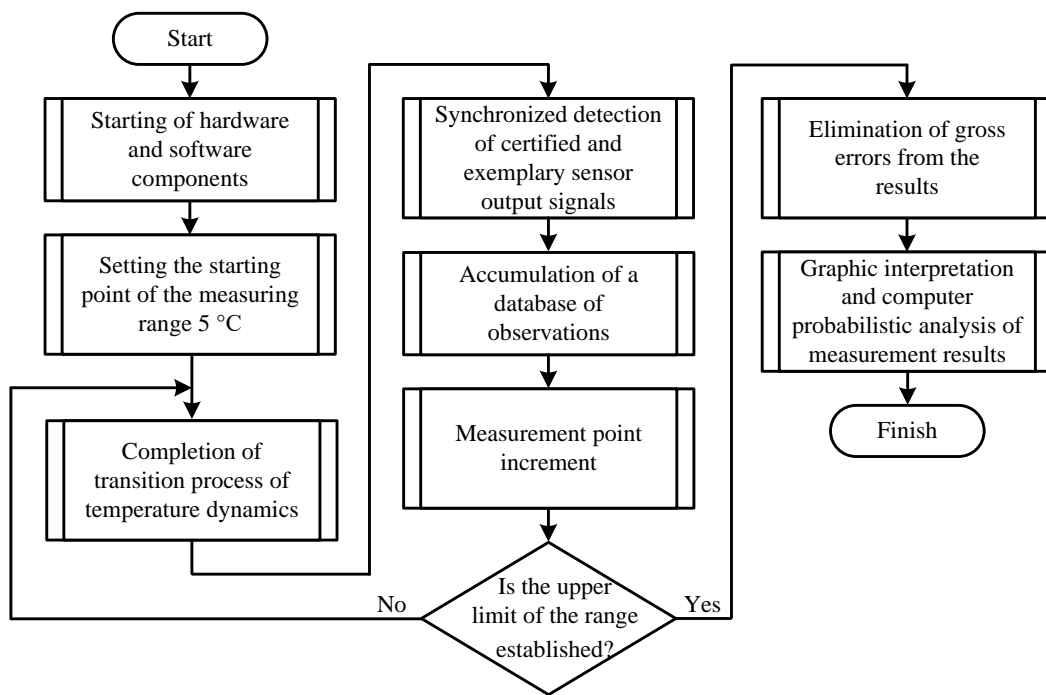 Start
Starting of hardware
and software
components
Setting the starting
point of the measuring
range 5 °C
Completion of
transition process of
temperature dynamics
Synchronized detection
of certified and
exemplary sensor
output signals
Accumulation of a
database of
observations
Measurement point
increment
Is the upper
limit of the range
established?
No
Yes
Elimination of gross
errors from the
results
Graphic interpretation
and computer
probabilistic analysis of
measurement results
Finish